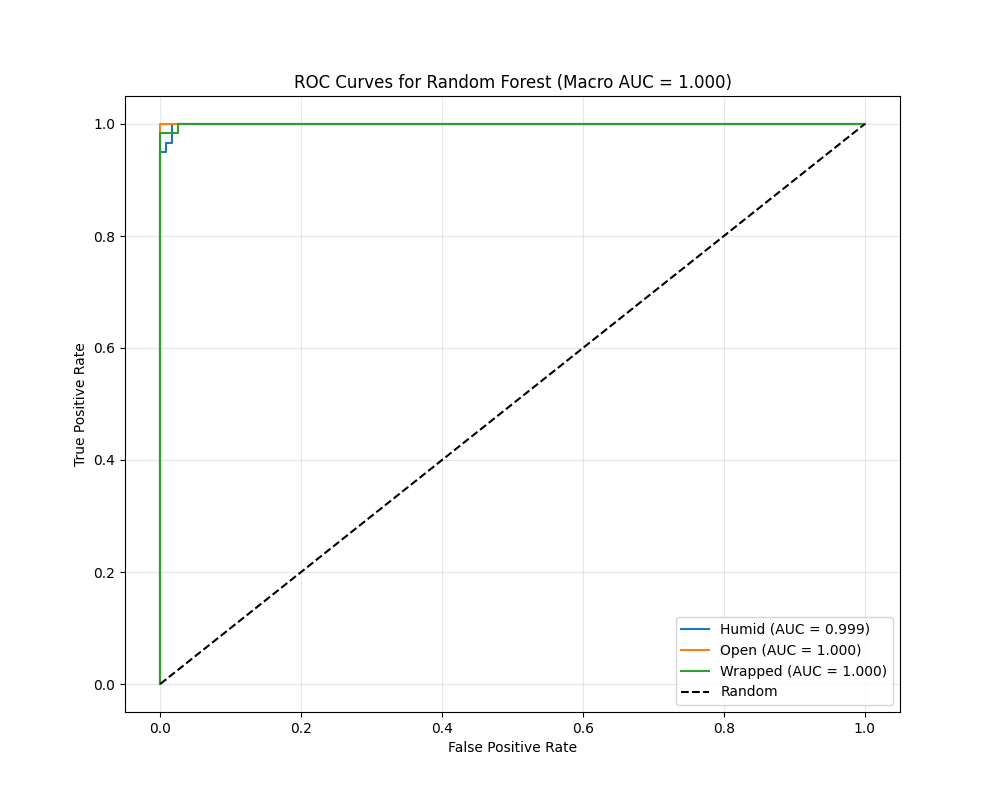 ROC Curves for Random Forest (Macro AUC = 1.000)
True Positive Rate
1.0
0.8
0.6
0.4
0.2
0.0
0.0 0.2 0.4 0.6 0.8 1.0
False Positive Rate
Humid (AUC = 0.999)
Open (AUC = 1.000)
Wrapped (AUC = 1.000)
Random